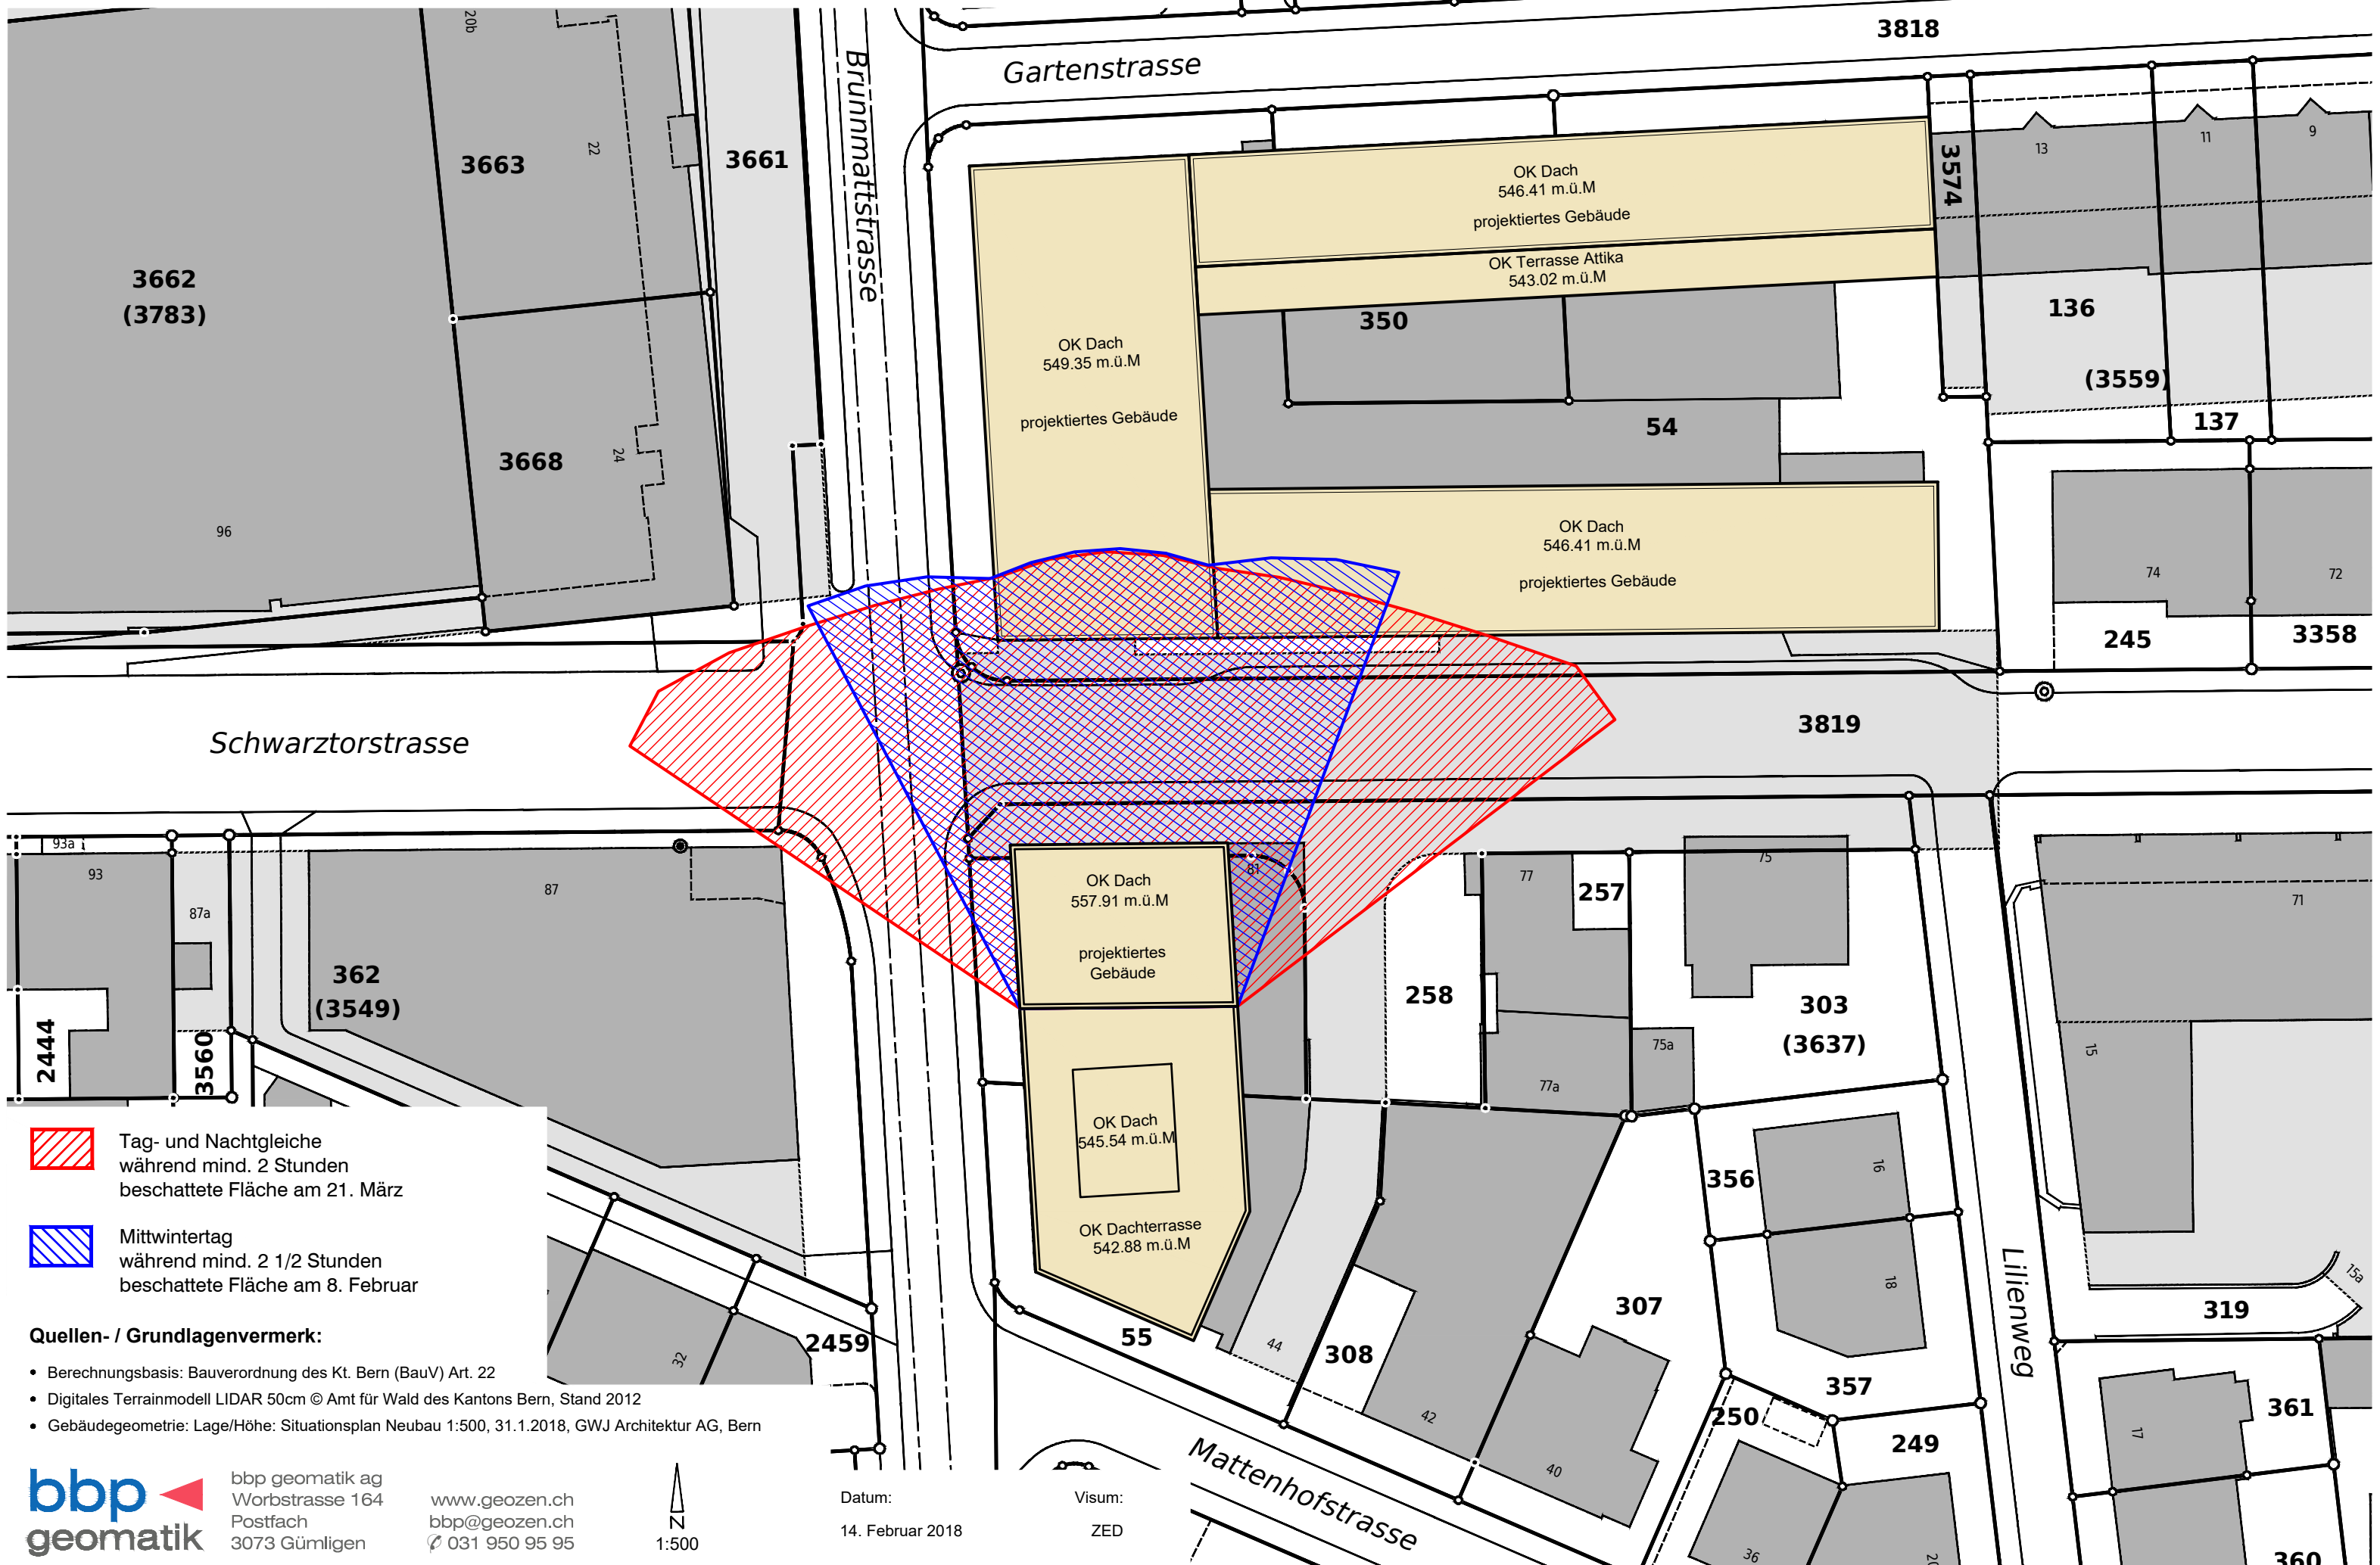 3818
Gartenstrasse
Brunnmattstrasse
20b
22
3663
3661
3662
(3783)
3668
24
96
OK Dach
546.41 m.ü.M
projektiertes Gebäude
OK Terrasse Attika
543.02 m.ü.M
OK Dach
549.35 m.ü.M
projektiertes Gebäude
350
54
OK Dach
546.41 m.ü.M
projektiertes Gebäude
3574
13
11
9
136
(3559)
137
74
72
245
3358
Schwarztorstrasse
3819
93a
93
87a
87
362
(3549)
2444
3560
OK Dach
557.91 m.ü.M
projektiertes
Gebäude
81
77
257
75
258
303
(3637)
75a
77a
71
15
OK Dach
545.54 m.ü.M
OK Dachterrasse
542.88 m.ü.M
356
16
18
Lilienweg
15a
319
307
308
44
55
42
40
357
250
249
361
17
36
20
360
2459
32
Mattenhofstrasse
Tag- und Nachtgleiche
während mind. 2 Stunden
beschattete Fläche am 21. März
Mittwintertag
während mind. 2 1/2 Stunden
beschattete Fläche am 8. Februar
Quellen- / Grundlagenvermerk:
• Berechnungsbasis: Bauverordnung des Kt. Bern (BauV) Art. 22
• Digitales Terrainmodell LIDAR 50cm © Amt für Wald des Kantons Bern, Stand 2012
• Gebäudegeometrie: Lage/Höhe: Situationsplan Neubau 1:500, 31.1.2018, GWJ Architektur AG, Bern
bbp
geomatik
bbp geomatik ag
Worbstrasse 164
Postfach
3073 Gümligen
www.geozen.ch
bbp@geozen.ch
✆ 031 950 95 95
N
1:500
Datum:
14. Februar 2018
Visum:
ZED